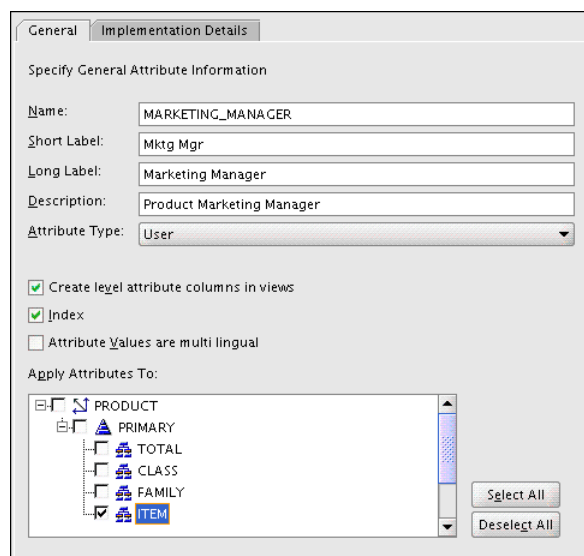 General Implementation Details
Specify General Attribute Information
Name: MARKETING_MANAGER
Short Label: Mktg Mgr
Long Label: Marketing Manager
Description: Product Marketing Manager
Attribute Type: User
Create level attribute columns in views
Index
Attribute Values are multi lingual
Apply Attributes To:
PRODUCT
PRIMARY
TOTAL
CLASS
FAMILY
ITEM
Select All
Deselect All